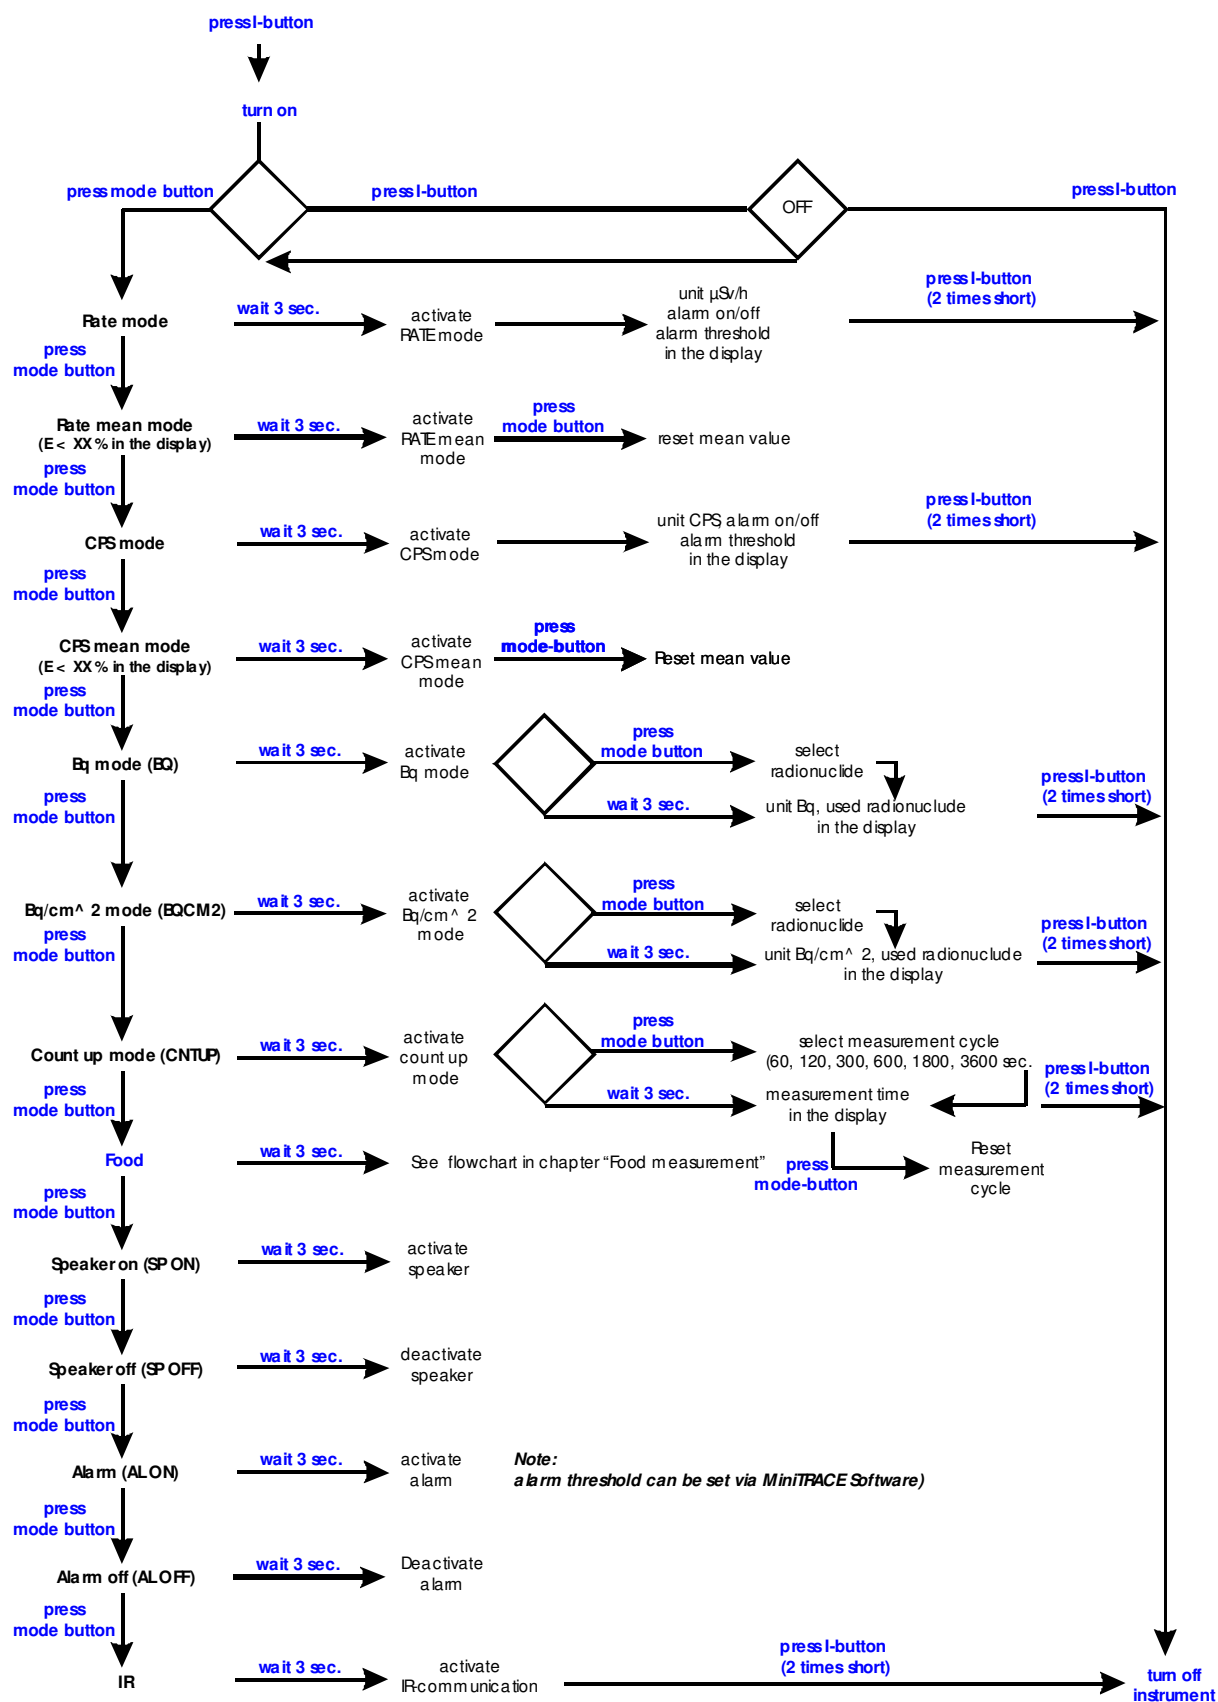 press I-button
turn on
press mode button
press I-button
OFF
press I-button
Rate mode
wait 3 sec.
activate
RATE mode
unit µSv/h
alarm on/off
alarm threshold
in the display
press I-button
(2 times short)
press
mode button
Rate mean mode
(E < XX % in the display)
wait 3 sec.
activate
RATE mean
mode
press
mode button
reset mean value
press
mode button
CPS mode
wait 3 sec.
activate
CPS mode
unit CPS, alarm on/off
alarm threshold
in the display
press I-button
(2 times short)
press
mode button
CPS mean mode
(E < XX % in the display)
wait 3 sec.
activate
CPS mean
mode
press
mode-button
Reset mean value
press
mode button
Bq mode (BQ)
wait 3 sec.
activate
Bq mode
press
mode button
select
radionuclide
wait 3 sec.
unit Bq, used radionuclude
in the display
press I-button
(2 times short)
press
mode button
Bq/cm^ 2 mode (BQCM2)
wait 3 sec.
activate
Bq/cm^ 2
mode
press
mode button
select
radionuclide
wait 3 sec.
unit Bq/cm^ 2, used radionuclude
in the display
press I-button
(2 times short)
press
mode button
Count up mode (CNTUP)
wait 3 sec.
activate
count up
mode
press
mode button
select measurement cycle
(60, 120, 300, 600, 1800, 3600 sec.
wait 3 sec.
measurement time
in the display
press I-button
(2 times short)
press
mode button
Food
wait 3 sec.
See flowchart in chapter “Food measurement”
press
mode-button
Reset
measurement
cycle
press
mode button
Speaker on (SP ON)
wait 3 sec.
activate
speaker
press
mode button
Speaker off (SP OFF)
wait 3 sec.
deactivate
speaker
press
mode button
Alarm (ALON)
wait 3 sec.
activate
alarm
Note:
alarm threshold can be set via MiniTRACE Software)
press
mode button
Alarm off (ALOFF)
wait 3 sec.
Deactivate
alarm
press
mode button
IR
wait 3 sec.
activate
IR-communication
press I-button
(2 times short)
turn off
instrument